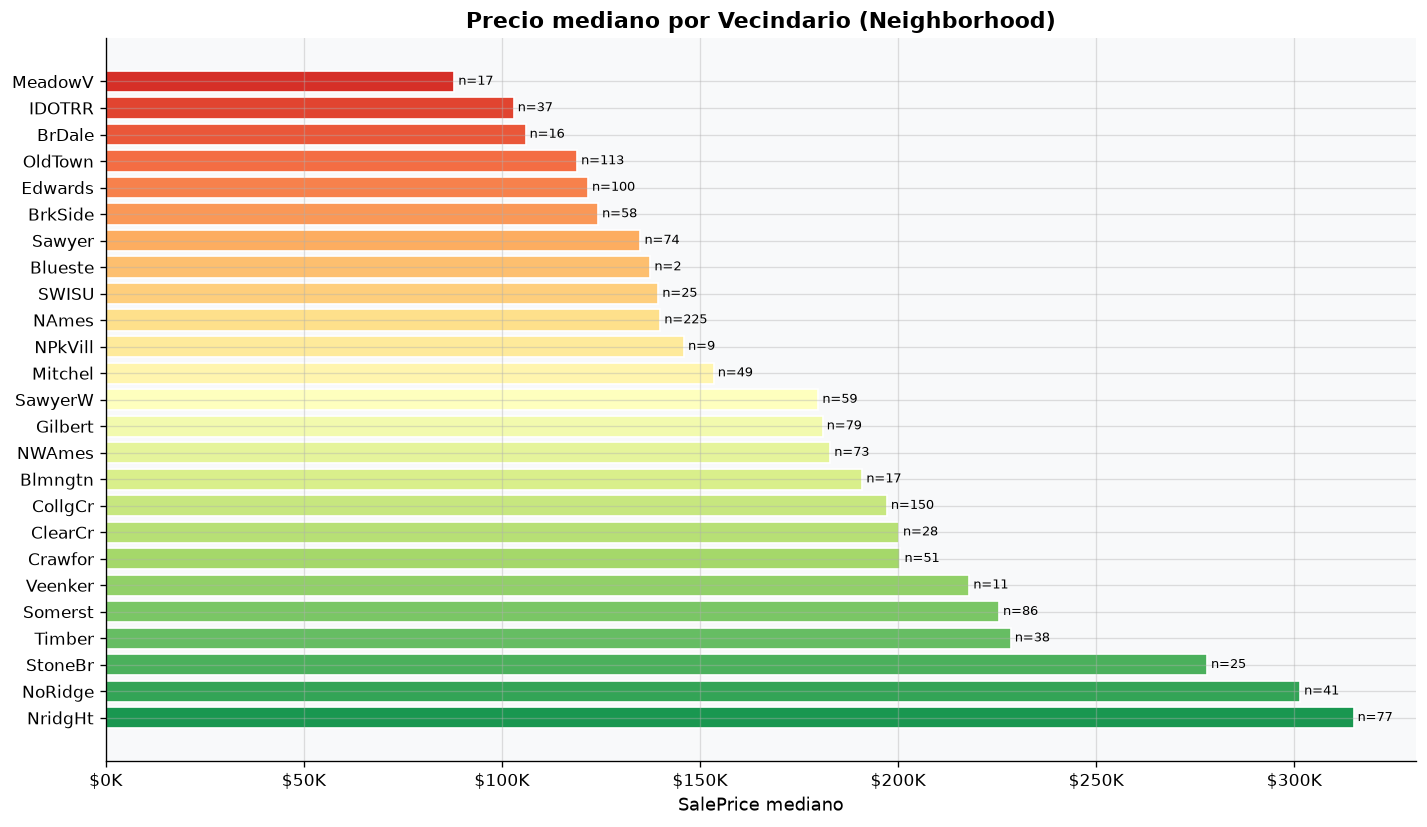 Precio mediano por Vecindario (Neighborhood)
MeadowV n=17
IDOTRR n=37
BrDale n=16
OldTown n=113
Edwards n=100
BrkSide n=58
Sawyer n=74
Blueste n=2
SWISU n=25
NAmes n=225
NPkVill n=9
Mitchel n=49
SawyerW n=59
Gilbert n=79
NWAmes n=73
Blmngtn n=17
CollgCr n=150
ClearCr n=28
Crawfor n=51
Veenker n=11
Somerst n=86
Timber n=38
StoneBr n=25
NoRidge n=41
NridgHt n=77
$0K $50K $100K $150K $200K $250K $300K
SalePrice mediano